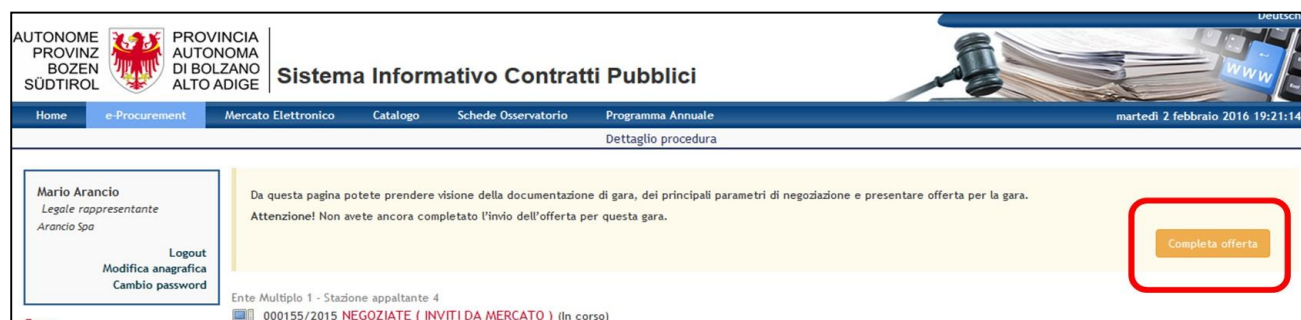 Deutsch
AUTONOME PROVINZ BOZEN SÜDTIROL
PROVINCIA AUTONOMA DI BOLZANO ALTO ADIGE
Sistema Informativo Contratti Pubblici
www
Home e-Procurement Mercato Elettronico Catalogo Schede Osservatorio Programma Annuale martedì 2 febbraio 2016 19:21:14
Dettaglio procedura
Mario Arancio
Legale rappresentante
Arancio Spa
Logout
Modifica anagrafica
Cambio password
Da questa pagina potete prendere visione della documentazione di gara, dei principali parametri di negoziazione e presentare offerta per la gara.
Attenzione! Non avete ancora completato l'invio dell'offerta per questa gara.
Completa offerta
Ente Multiplo 1 - Stazione appaltante 4
000155/2015 NEGOZIATE ( INVITI DA MERCATO ) (In corso)